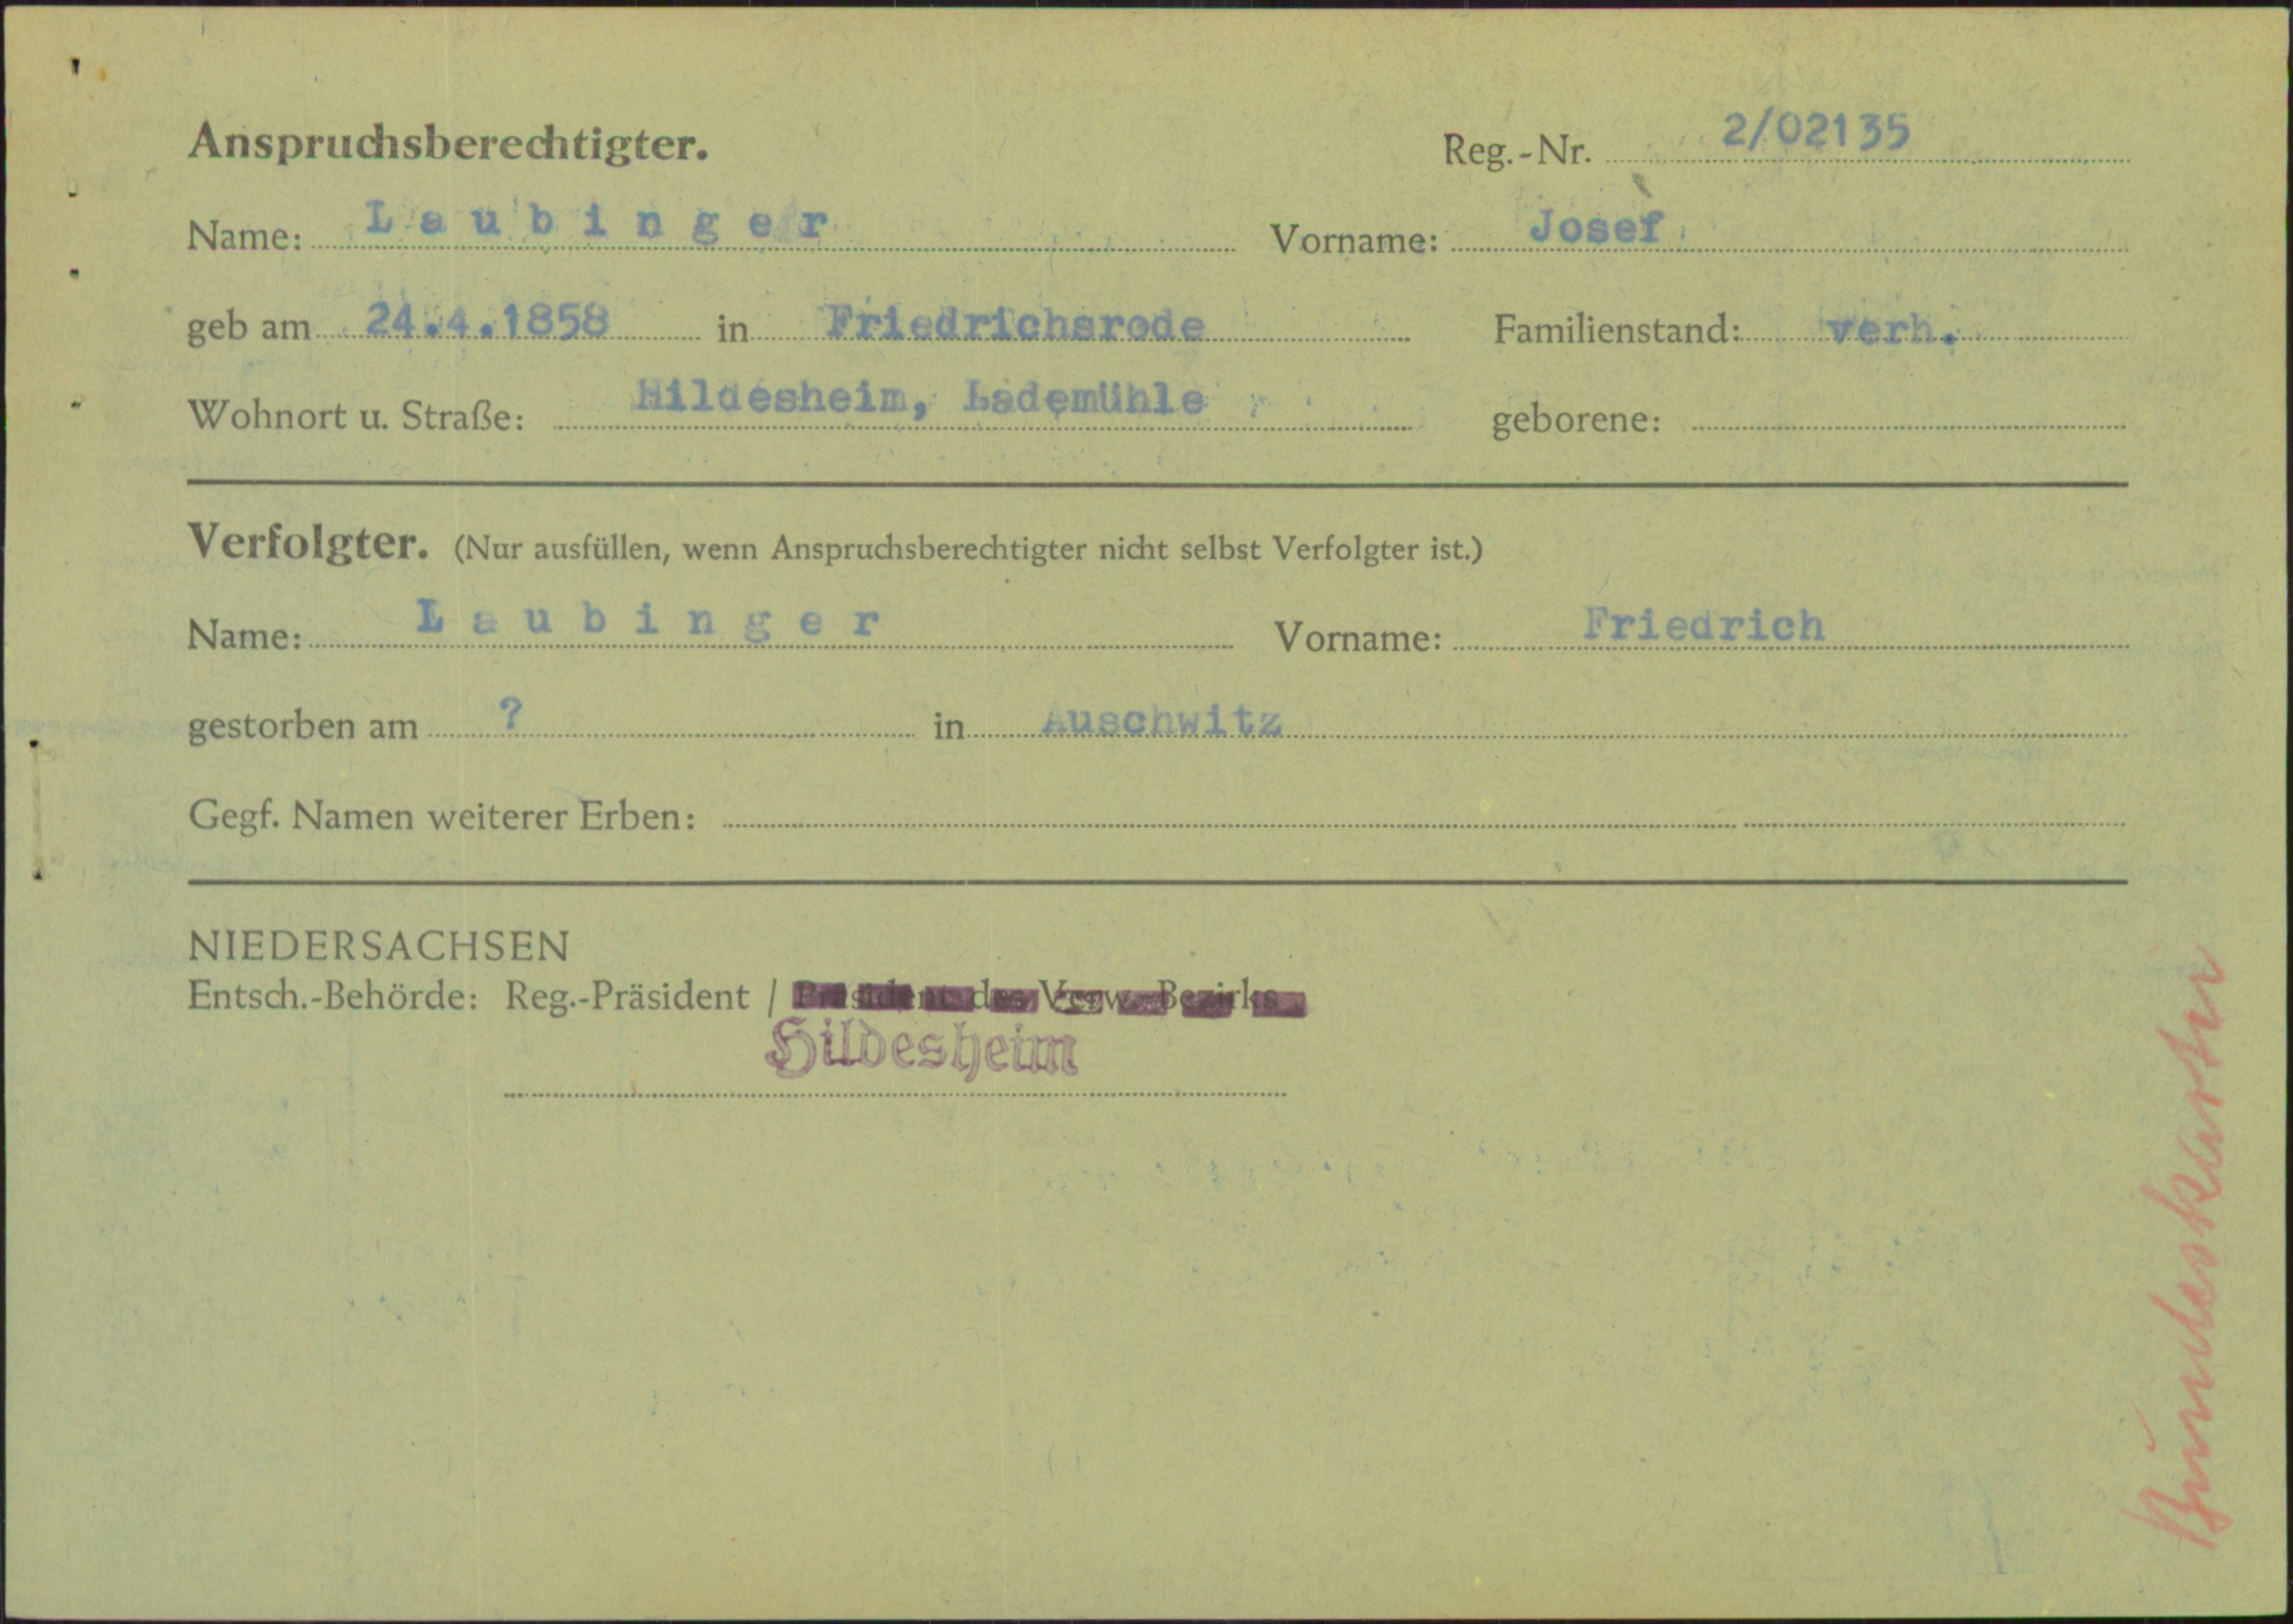 Anspruchsberechtigter.
Reg.-Nr. 2/02135
Name: Laubinger Vorname: Josef
geb am 24.4.1858 in Friedrichsrode Familienstand: verh.
Wohnort u. Straße: Hildesheim, Lademühle geborene:
Verfolgter. (Nur ausfüllen, wenn Anspruchsberechtigter nicht selbst Verfolgter ist.)
Name: Laubinger Vorname: Friedrich
gestorben am ? in Auschwitz
Gegf. Namen weiterer Erben:
NIEDERSACHSEN
Entsch.-Behörde: Reg.-Präsident / Präsident des Verw.-Bezirks
Hildesheim
Bundeskartei